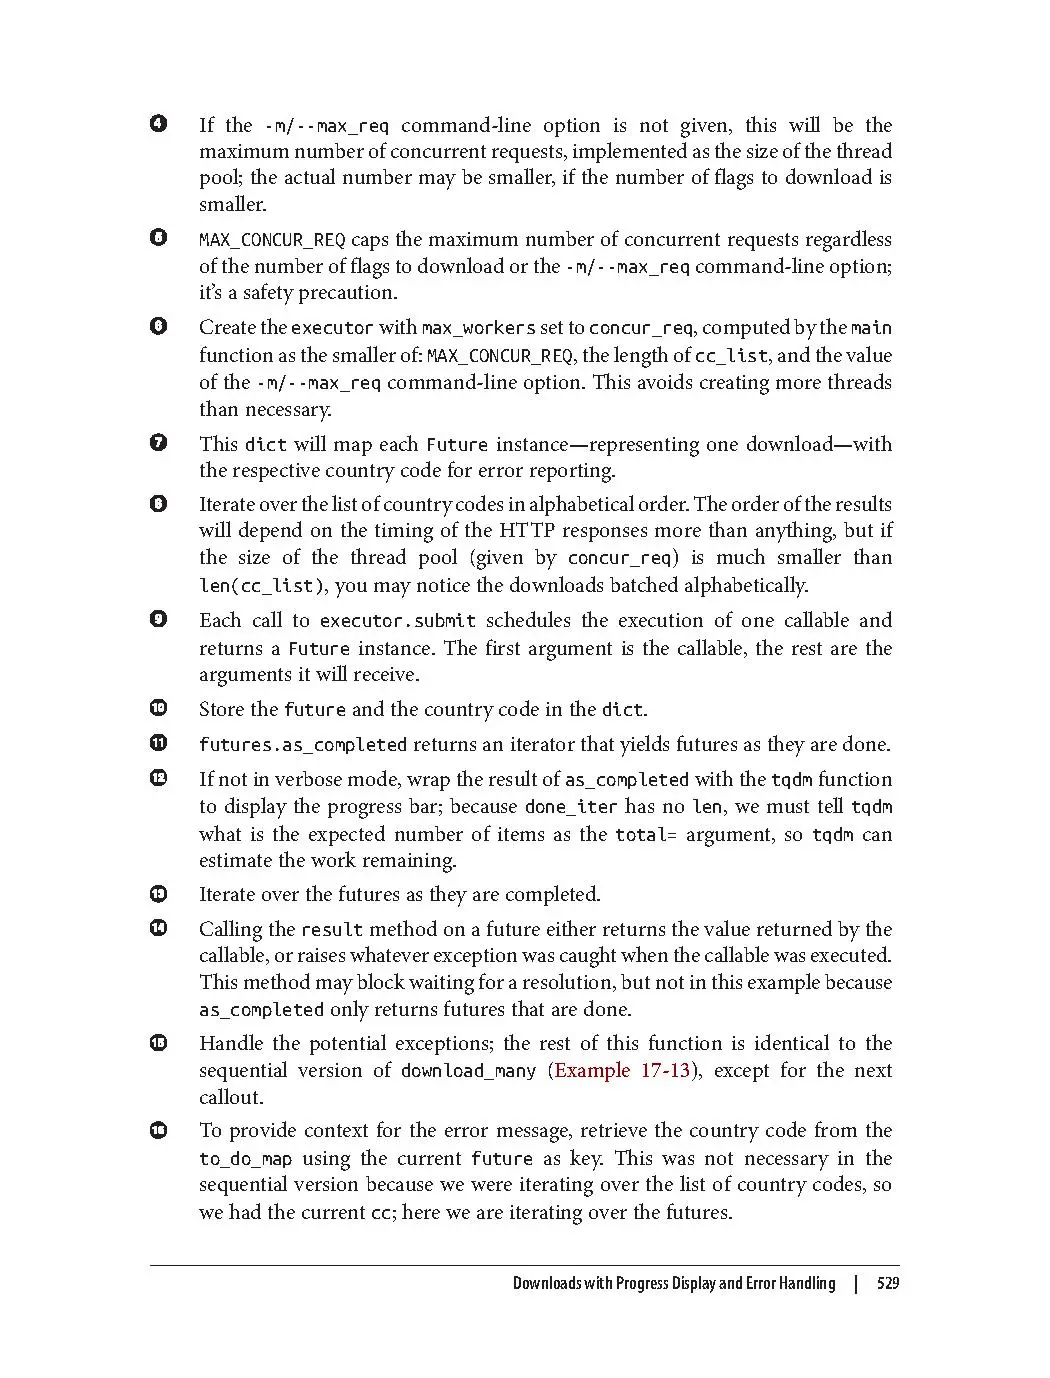 4 If the -m/--max_req command-line option is not given, this will be the
maximum number of concurrent requests, implemented as the size of the thread
pool; the actual number may be smaller, if the number of flags to download is
smaller.
5 MAX_CONCUR_REQ caps the maximum number of concurrent requests regardless
of the number of flags to download or the -m/--max_req command-line option;
it’s a safety precaution.
6 Create the executor with max_workers set to concur_req, computed by the main
function as the smaller of: MAX_CONCUR_REQ, the length of cc_list, and the value
of the -m/--max_req command-line option. This avoids creating more threads
than necessary.
7 This dict will map each Future instance—representing one download—with
the respective country code for error reporting.
8 Iterate over the list of country codes in alphabetical order. The order of the results
will depend on the timing of the HTTP responses more than anything, but if
the size of the thread pool (given by concur_req) is much smaller than
len(cc_list), you may notice the downloads batched alphabetically.
9 Each call to executor.submit schedules the execution of one callable and
returns a Future instance. The first argument is the callable, the rest are the
arguments it will receive.
10 Store the future and the country code in the dict.
11 futures.as_completed returns an iterator that yields futures as they are done.
12 If not in verbose mode, wrap the result of as_completed with the tqdm function
to display the progress bar; because done_iter has no len, we must tell tqdm
what is the expected number of items as the total= argument, so tqdm can
estimate the work remaining.
13 Iterate over the futures as they are completed.
14 Calling the result method on a future either returns the value returned by the
callable, or raises whatever exception was caught when the callable was executed.
This method may block waiting for a resolution, but not in this example because
as_completed only returns futures that are done.
15 Handle the potential exceptions; the rest of this function is identical to the
sequential version of download_many (Example 17-13), except for the next
callout.
16 To provide context for the error message, retrieve the country code from the
to_do_map using the current future as key. This was not necessary in the
sequential version because we were iterating over the list of country codes, so
we had the current cc; here we are iterating over the futures.
Downloads with Progress Display and Error Handling | 529